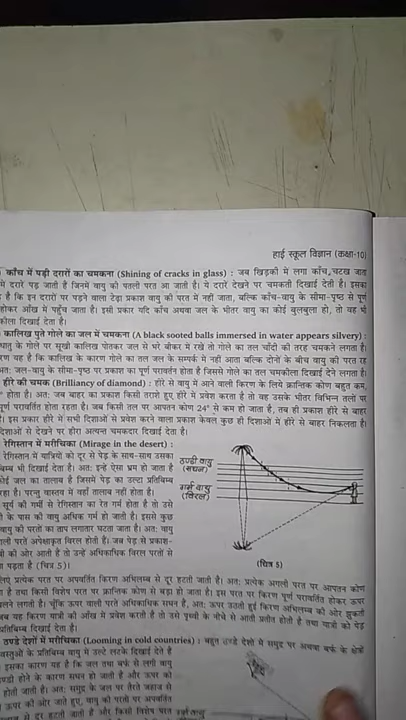 हाई स्कूल विज्ञान (कक्षा-10)
काँच में पड़ी दरारों का चमकना (Shining of cracks in glass) : जब खिड़की में लगा काँच चटख जाता
में दरारें पड़ जाती हैं जिनमें वायु की पतली परत आ जाती है। ये दरारें देखने पर चमकती दिखाई देती हैं। इसका
है कि इन दरारों पर पड़ने वाला टेढ़ा प्रकाश वायु की परत में नहीं जाता, बल्कि काँच-वायु के सीमा-पृष्ठ से पूर्ण
होकर आँख में पहुँच जाता है। इसी प्रकार यदि काँच अथवा जल के भीतर वायु का कोई बुलबुला हो, तो वह भी
कीला दिखाई देता है।
कालिख पुते गोले का जल में चमकना (A black sooted balls immersed in water appears silvery) :
धातु के गोले पर सूखी कालिख पोतकर जल से भरे बीकर में रखें तो गोले का तल चाँदी की तरह चमकने लगता है।
रण यह है कि कालिख के कारण गोले का तल जल के सम्पर्क में नहीं आता बल्कि दोनों के बीच वायु की परत रह
अत: जल-वायु के सीमा-पृष्ठ पर प्रकाश का पूर्ण परावर्तन होता है जिससे गोले का तल चमकीला दिखाई देने लगता है।
हीरे की चमक (Brilliancy of diamond) : हीरे से वायु में आने वाली किरण के लिये क्रान्तिक कोण बहुत कम,
° होता है। अत: जब बाहर का प्रकाश किसी तराशे हुए हीरे में प्रवेश करता है तो वह उसके भीतर विभिन्न तलों पर
पूर्ण परावर्तित होता रहता है। जब किसी तल पर आपतन कोण 24° से कम हो जाता है, तब ही प्रकाश हीरे से बाहर
है। इस प्रकार हीरे में सभी दिशाओं से प्रवेश करने वाला प्रकाश केवल कुछ ही दिशाओं में हीरे से बाहर निकलता है।
दिशाओं से देखने पर हीरा अत्यन्त चमकदार दिखाई देता है।
रेगिस्तान में मरीचिका (Mirage in the desert) :
रेगिस्तान में यात्रियों को दूर से पेड़ के साथ-साथ उसका
बिम्ब भी दिखाई देता है। अत: इन्हें ऐसा भ्रम हो जाता है
कोई जल का तालाब है जिसमें पेड़ का उल्टा प्रतिबिम्ब
रहा है। परन्तु वास्तव में वहाँ तालाब नहीं होता है।
सूर्य की गर्मी से रेगिस्तान का रेत गर्म होता है तो उसे
के पास की वायु अधिक गर्म हो जाती है। इससे कुछ
वायु की परतों का ताप लगातार घटता जाता है। अत: वायु
वाली परतें अपेक्षाकृत विरल होती हैं। जब पेड़ से प्रकाश-
की ओर आती हैं तो उन्हें अधिकाधिक विरल परतों से
पड़ता है (चित्र 5)।
ठण्डी वायु
(सघन)
गर्म वायु
(विरल)
(चित्र 5)
लिए प्रत्येक परत पर अपवर्तित किरण अभिलम्ब से दूर हटती जाती है। अत: प्रत्येक अगली परत पर आपतन कोण
है तथा किसी विशेष परत पर क्रान्तिक कोण से बड़ा हो जाता है। इस परत पर किरण पूर्ण परावर्तित होकर ऊपर
चलने लगती है। चूँकि ऊपर वाली परतें अधिकाधिक सघन हैं, अत: ऊपर उठती हुई किरण अभिलम्ब की ओर झुकती
जब यह किरण यात्री की आँख में प्रवेश करती है तो उसे पृथ्वी के नीचे से आती प्रतीत होती है तथा यात्री को पेड़
प्रतिबिम्ब दिखाई देता है।
ठण्डे देशों में मरीचिका (Looming in cold countries) : बहुत ठण्डे देशों में समुद्र पर अथवा बर्फ के क्षेत्रों
वस्तुओं के प्रतिबिम्ब वायु में उल्टे लटके दिखाई देते हैं
इसका कारण यह है कि जल तथा बर्फ से लगी वायु
ठण्डी होने के कारण सघन हो जाती है और ऊपर को
होती जाती है। अत: समुद्र के जल पर तैरते जहाज से
ऊपर की ओर जाते हुए, वायु की परतों पर अपवर्तित
से दूर हटती जाती हैं और किसी विशेष परत